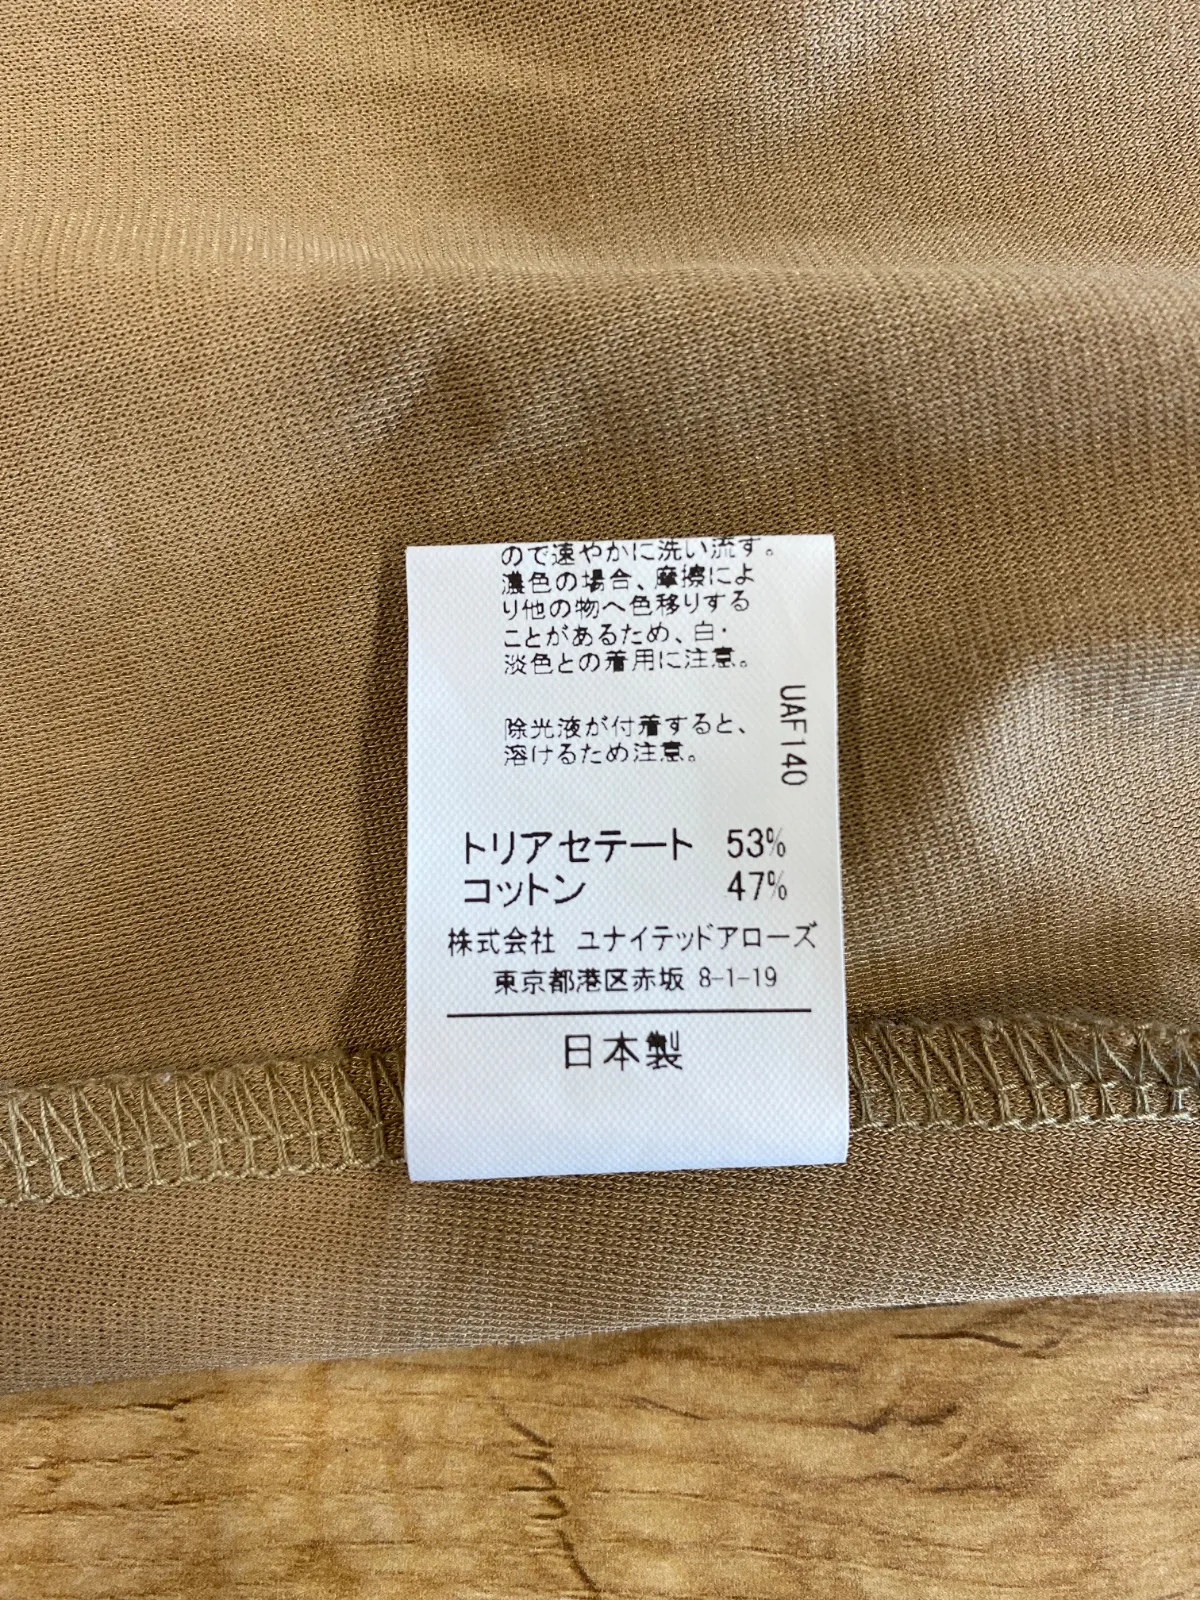 ので速やかに洗い流す。
濃色の場合、摩擦によ
り他の物へ色移りする
ことがあるため、白・
淡色との着用に注意。
除光液が付着すると、
溶けるため注意。
UAF140
トリアセテート 53%
コットン 47%
株式会社 ユナイテッドアローズ
東京都港区赤坂 8-1-19
日本製